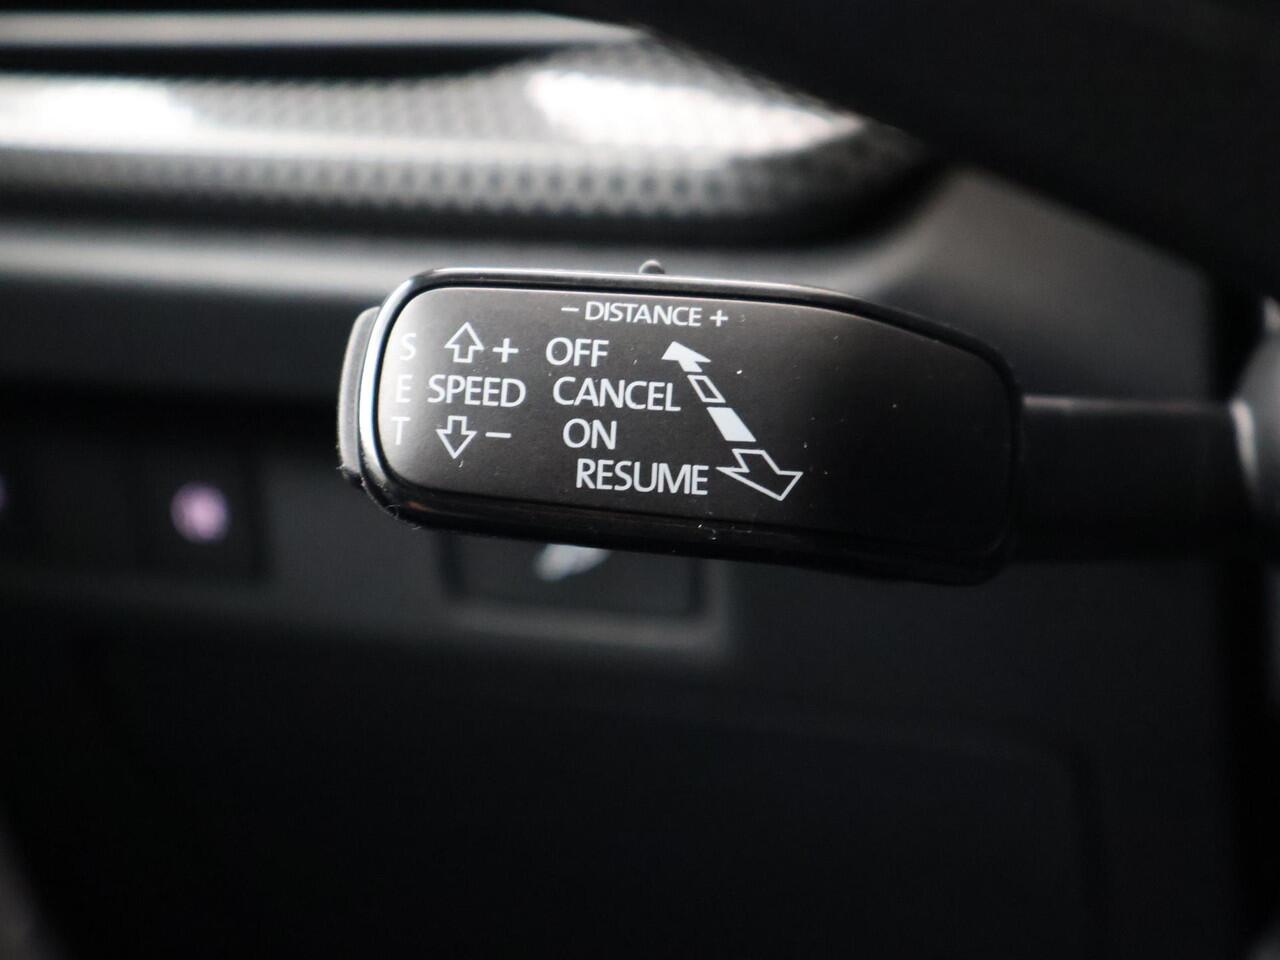 − DISTANCE +
S + OFF
E SPEED CANCEL
T − ON
RESUME